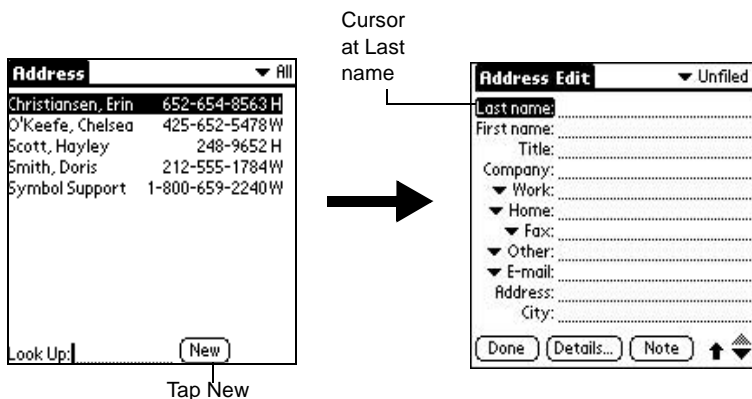 Cursor
at Last
name
Address ▼ All
Christiansen, Erin 652-654-8563 H
O'Keefe, Chelsea 425-652-5478 W
Scott, Hayley 248-9652 H
Smith, Doris 212-555-1784 W
Symbol Support 1-800-659-2240 W
Look Up: New
Tap New
Address Edit ▼ Unfiled
Last name:
First name:
Title:
Company:
▼ Work:
▼ Home:
▼ Fax:
▼ Other:
▼ E-mail:
Address:
City:
Done Details... Note